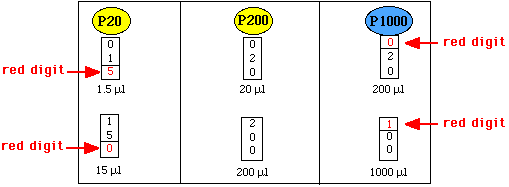 P20 P200 P1000
0 0 0 red digit
1 2 2
red digit 5 0 0
1.5 µl 20 µl 200 µl
1 2 1 red digit
5 0 0
red digit 0 0 0
15 µl 200 µl 1000 µl